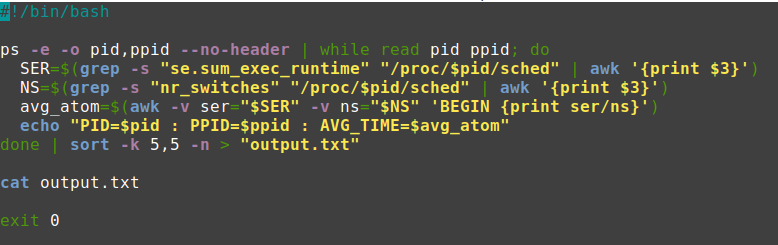 #!/bin/bash

ps -e -o pid,ppid --no-header | while read pid ppid; do
  SER=$(grep -s "se.sum_exec_runtime" "/proc/$pid/sched" | awk '{print $3}')
  NS=$(grep -s "nr_switches" "/proc/$pid/sched" | awk '{print $3}')
  avg_atom=$(awk -v ser="$SER" -v ns="$NS" 'BEGIN {print ser/ns}')
  echo "PID=$pid : PPID=$ppid : AVG_TIME=$avg_atom"
done | sort -k 5,5 -n > "output.txt"

cat output.txt

exit 0